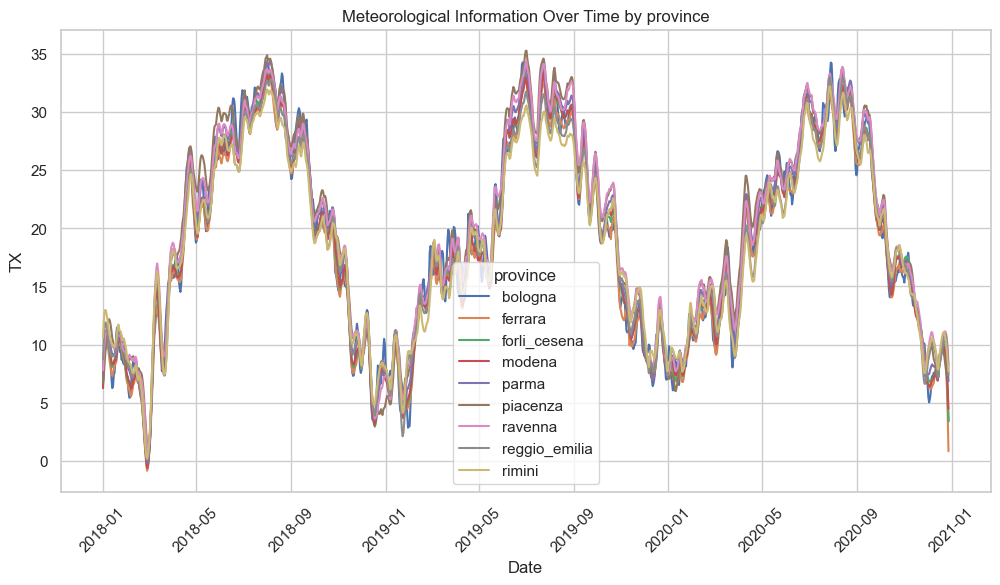 Meteorological Information Over Time by province
TX
35
30
25
20
15
10
5
0
province
bologna
ferrara
forli_cesena
modena
parma
piacenza
ravenna
reggio_emilia
rimini
2018-01
2018-05
2018-09
2019-01
2019-05
2019-09
2020-01
2020-05
2020-09
2021-01
Date